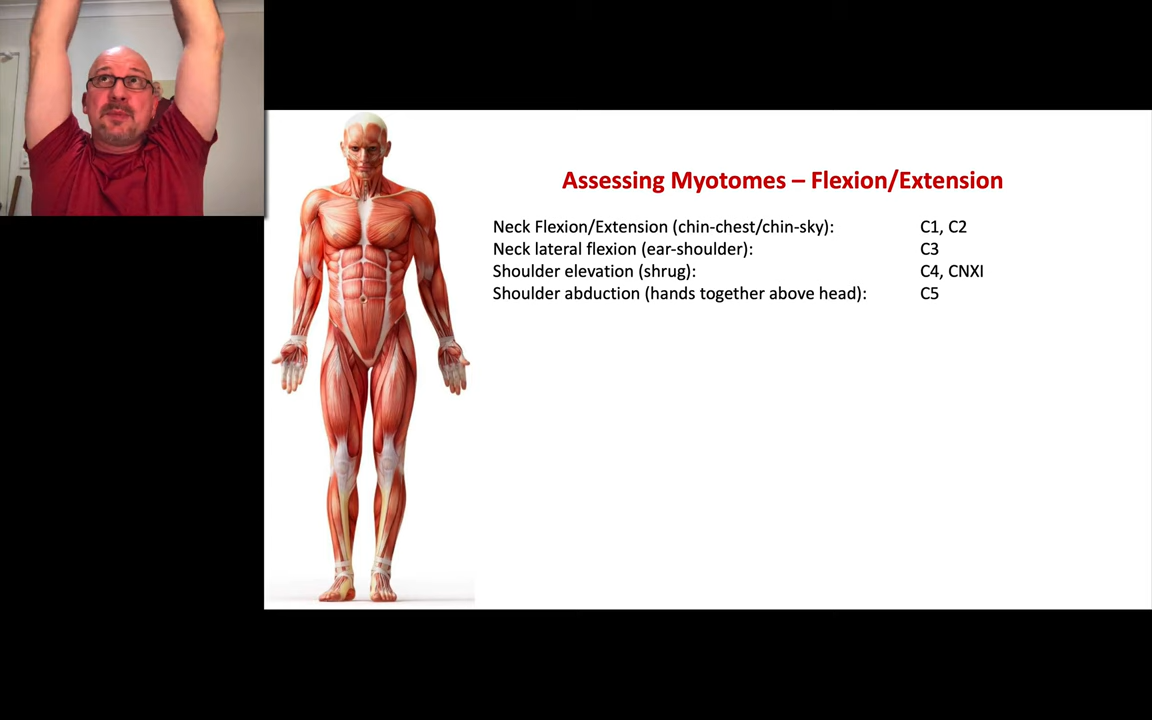 Assessing Myotomes – Flexion/Extension
Neck Flexion/Extension (chin-chest/chin-sky): C1, C2
Neck lateral flexion (ear-shoulder): C3
Shoulder elevation (shrug): C4, CNXI
Shoulder abduction (hands together above head): C5